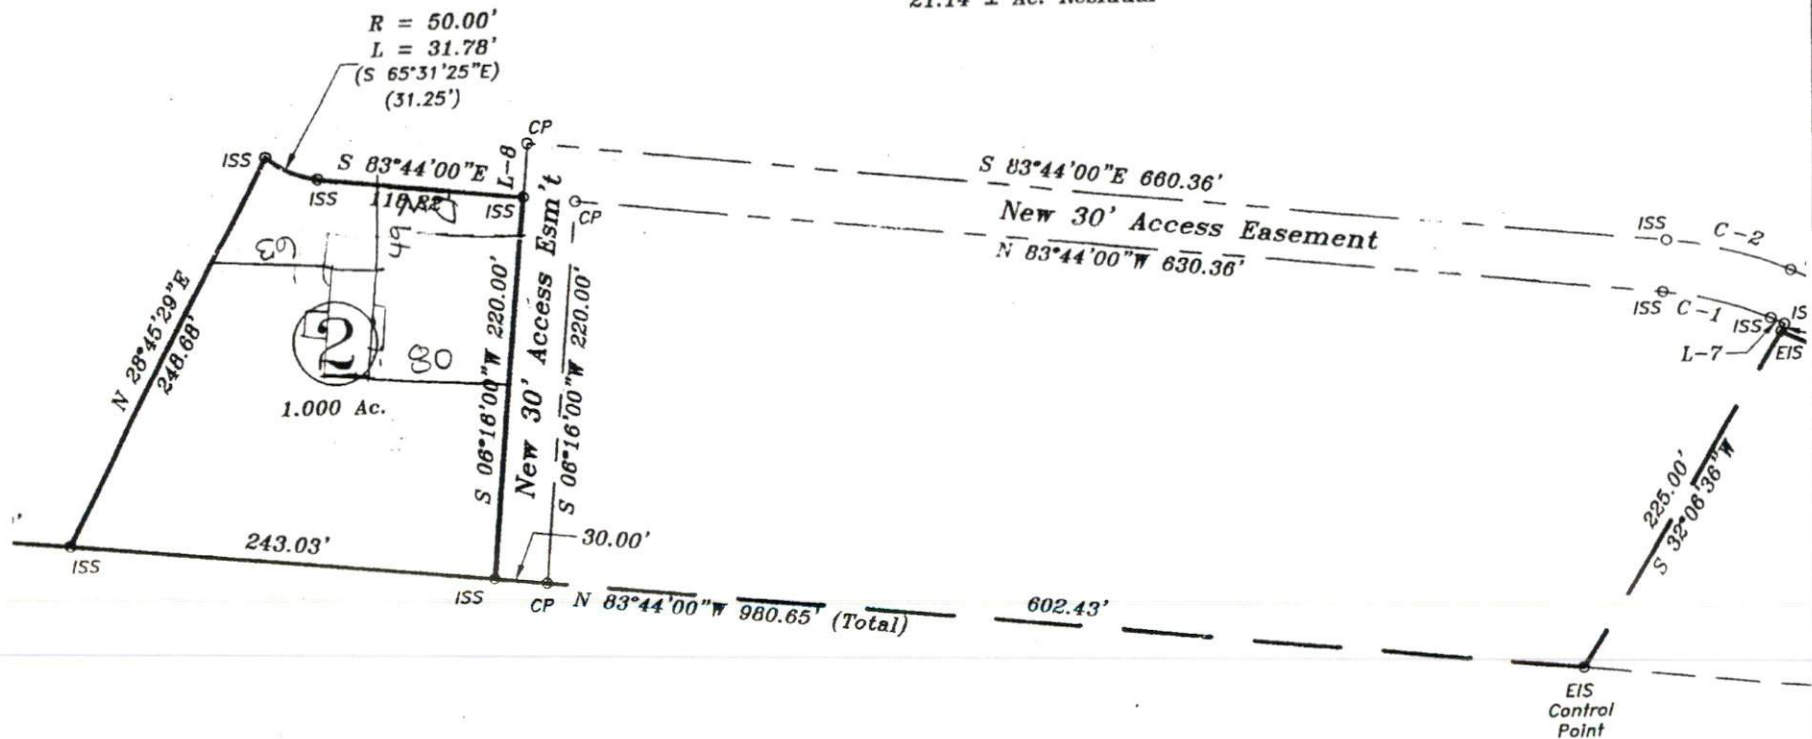 21.14 ± Ac. Residual
R = 50.00'
L = 31.78'
(S 65°31'25"E)
(31.25')
ISS
S 83°44'00"E
118.82'
ISS
ISS
L-8
CP
CP
S 83°44'00"E 660.36'
New 30' Access Easement
N 83°44'00"W 630.36'
ISS
C-2
ISS
C-1
ISS
IS
L-7
EIS
63
49
80
2
1.000 Ac.
N 28°45'29"E
248.68'
S 06°16'00"W 220.00'
New 30' Access Esm't
S 06°16'00"W 220.00'
225.00'
S 32°06'36"W
243.03'
30.00'
ISS
ISS
CP
N 83°44'00"W 980.65' (Total)
602.43'
EIS
Control
Point